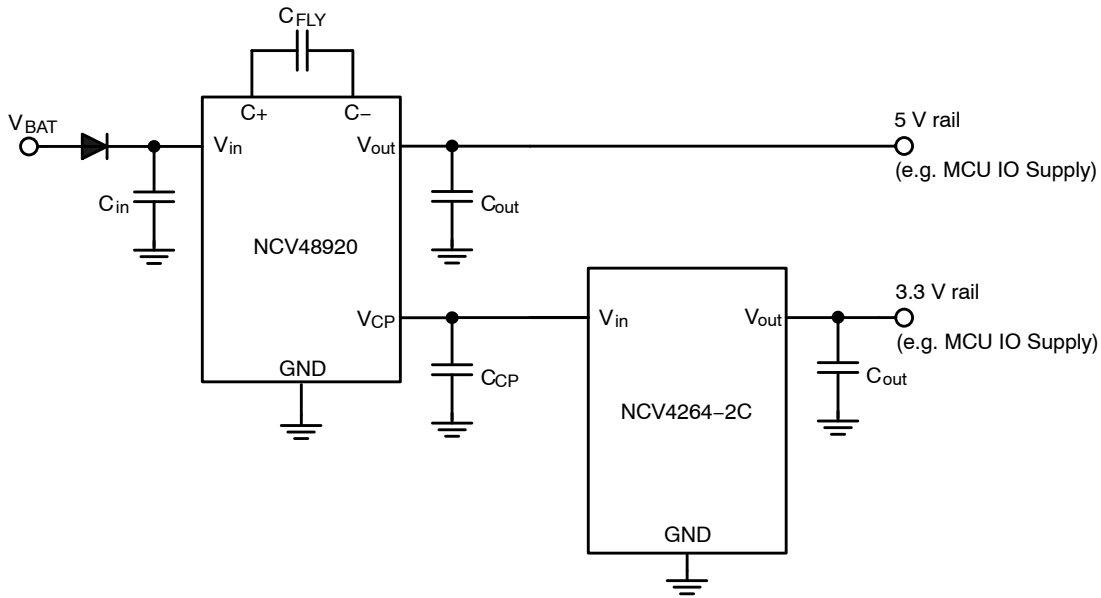 CFLY
C+ C−
VBAT
Vin
Vout
5 V rail
(e.g. MCU IO Supply)
Cin
Cout
NCV48920
VCP
Vin
Vout
3.3 V rail
(e.g. MCU IO Supply)
GND
CCP
Cout
NCV4264−2C
GND